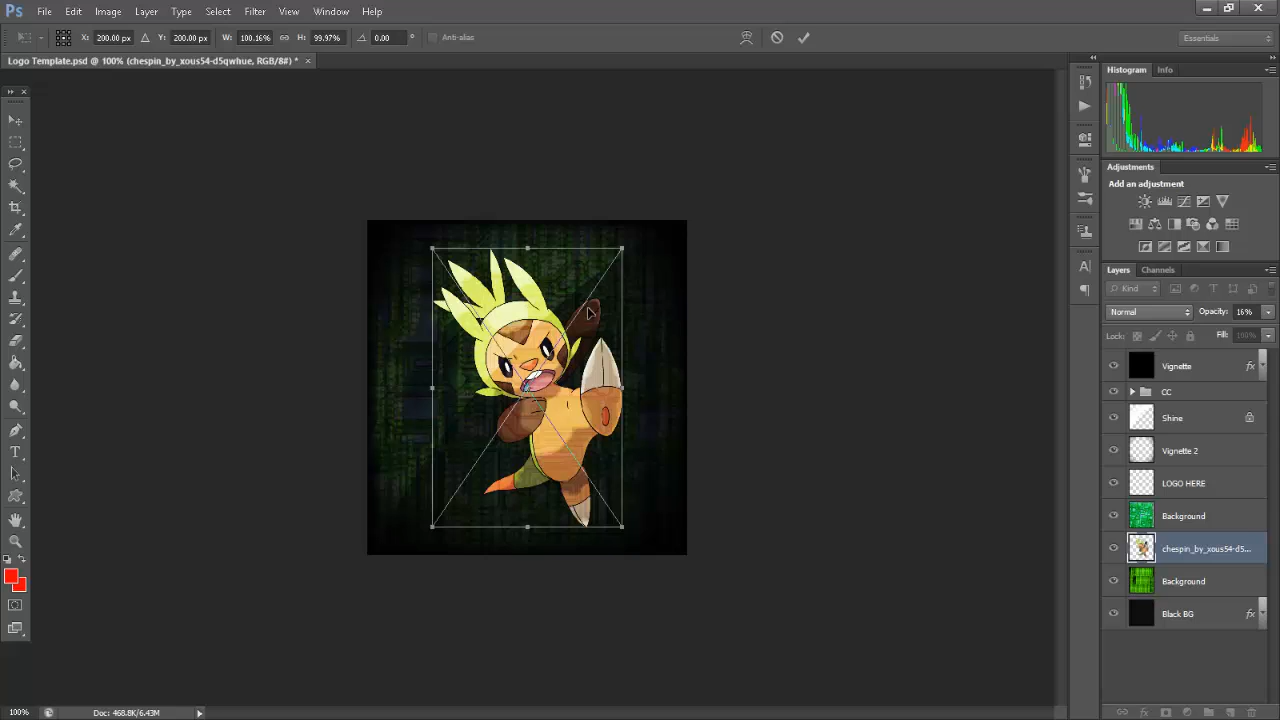 Ps File Edit Image Layer Type Select Filter View Window Help
X: 200.00 px Y: 200.00 px W: 100.16% H: 99.97% 0.00 ° Anti-alias Essentials
Logo Template.psd @ 100% (chespin_by_xous54-d5qwhue, RGB/8#) * ×
Histogram Info
Adjustments
Add an adjustment
Layers Channels
Kind
Normal Opacity: 16%
Lock: Fill: 100%
Vignette fx
CC
Shine
Vignette 2
LOGO HERE
Background
chespin_by_xous54-d5...
Background
Black BG fx
100% Doc: 468.8K/6.43M